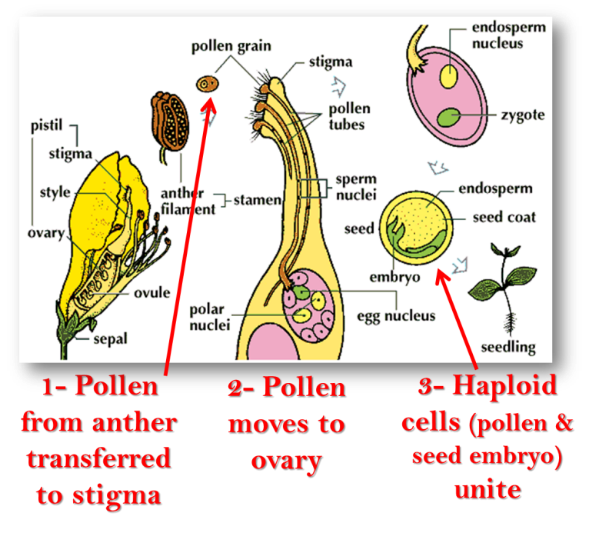 pollen grain
stigma
pollen
tubes
endosperm
nucleus
zygote
pistil
stigma
style
ovary
anther
filament
stamen
sperm
nuclei
ovule
sepal
polar
nuclei
egg nucleus
endosperm
seed coat
seed
embryo
seedling
1- Pollen
from anther
transferred
to stigma
2- Pollen
moves to
ovary
3- Haploid
cells (pollen &
seed embryo)
unite